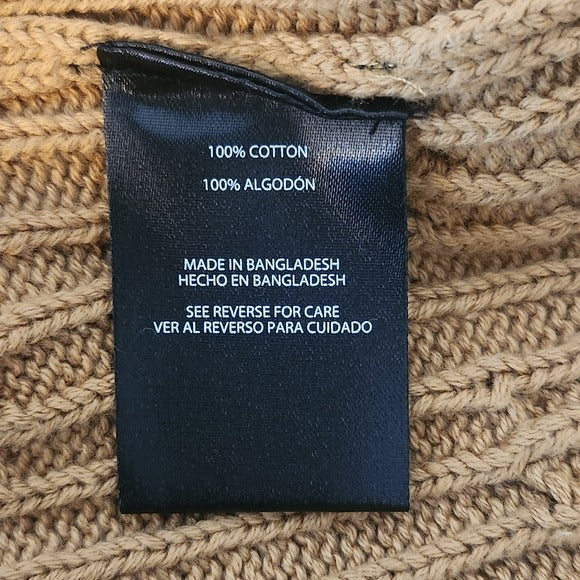 100% COTTON
100% ALGODÓN
MADE IN BANGLADESH
HECHO EN BANGLADESH
SEE REVERSE FOR CARE
VER AL REVERSO PARA CUIDADO